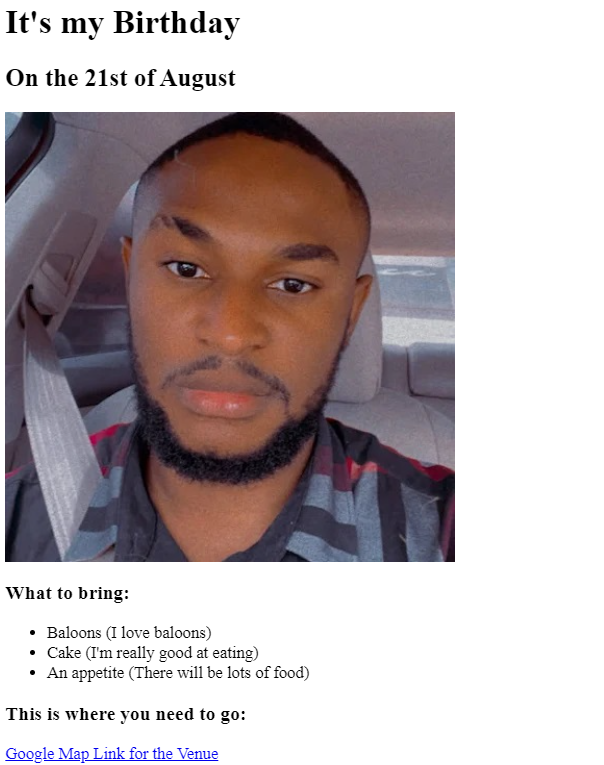 It's my Birthday
On the 21st of August
What to bring:
Baloons (I love baloons)
Cake (I'm really good at eating)
An appetite (There will be lots of food)
This is where you need to go:
Google Map Link for the Venue